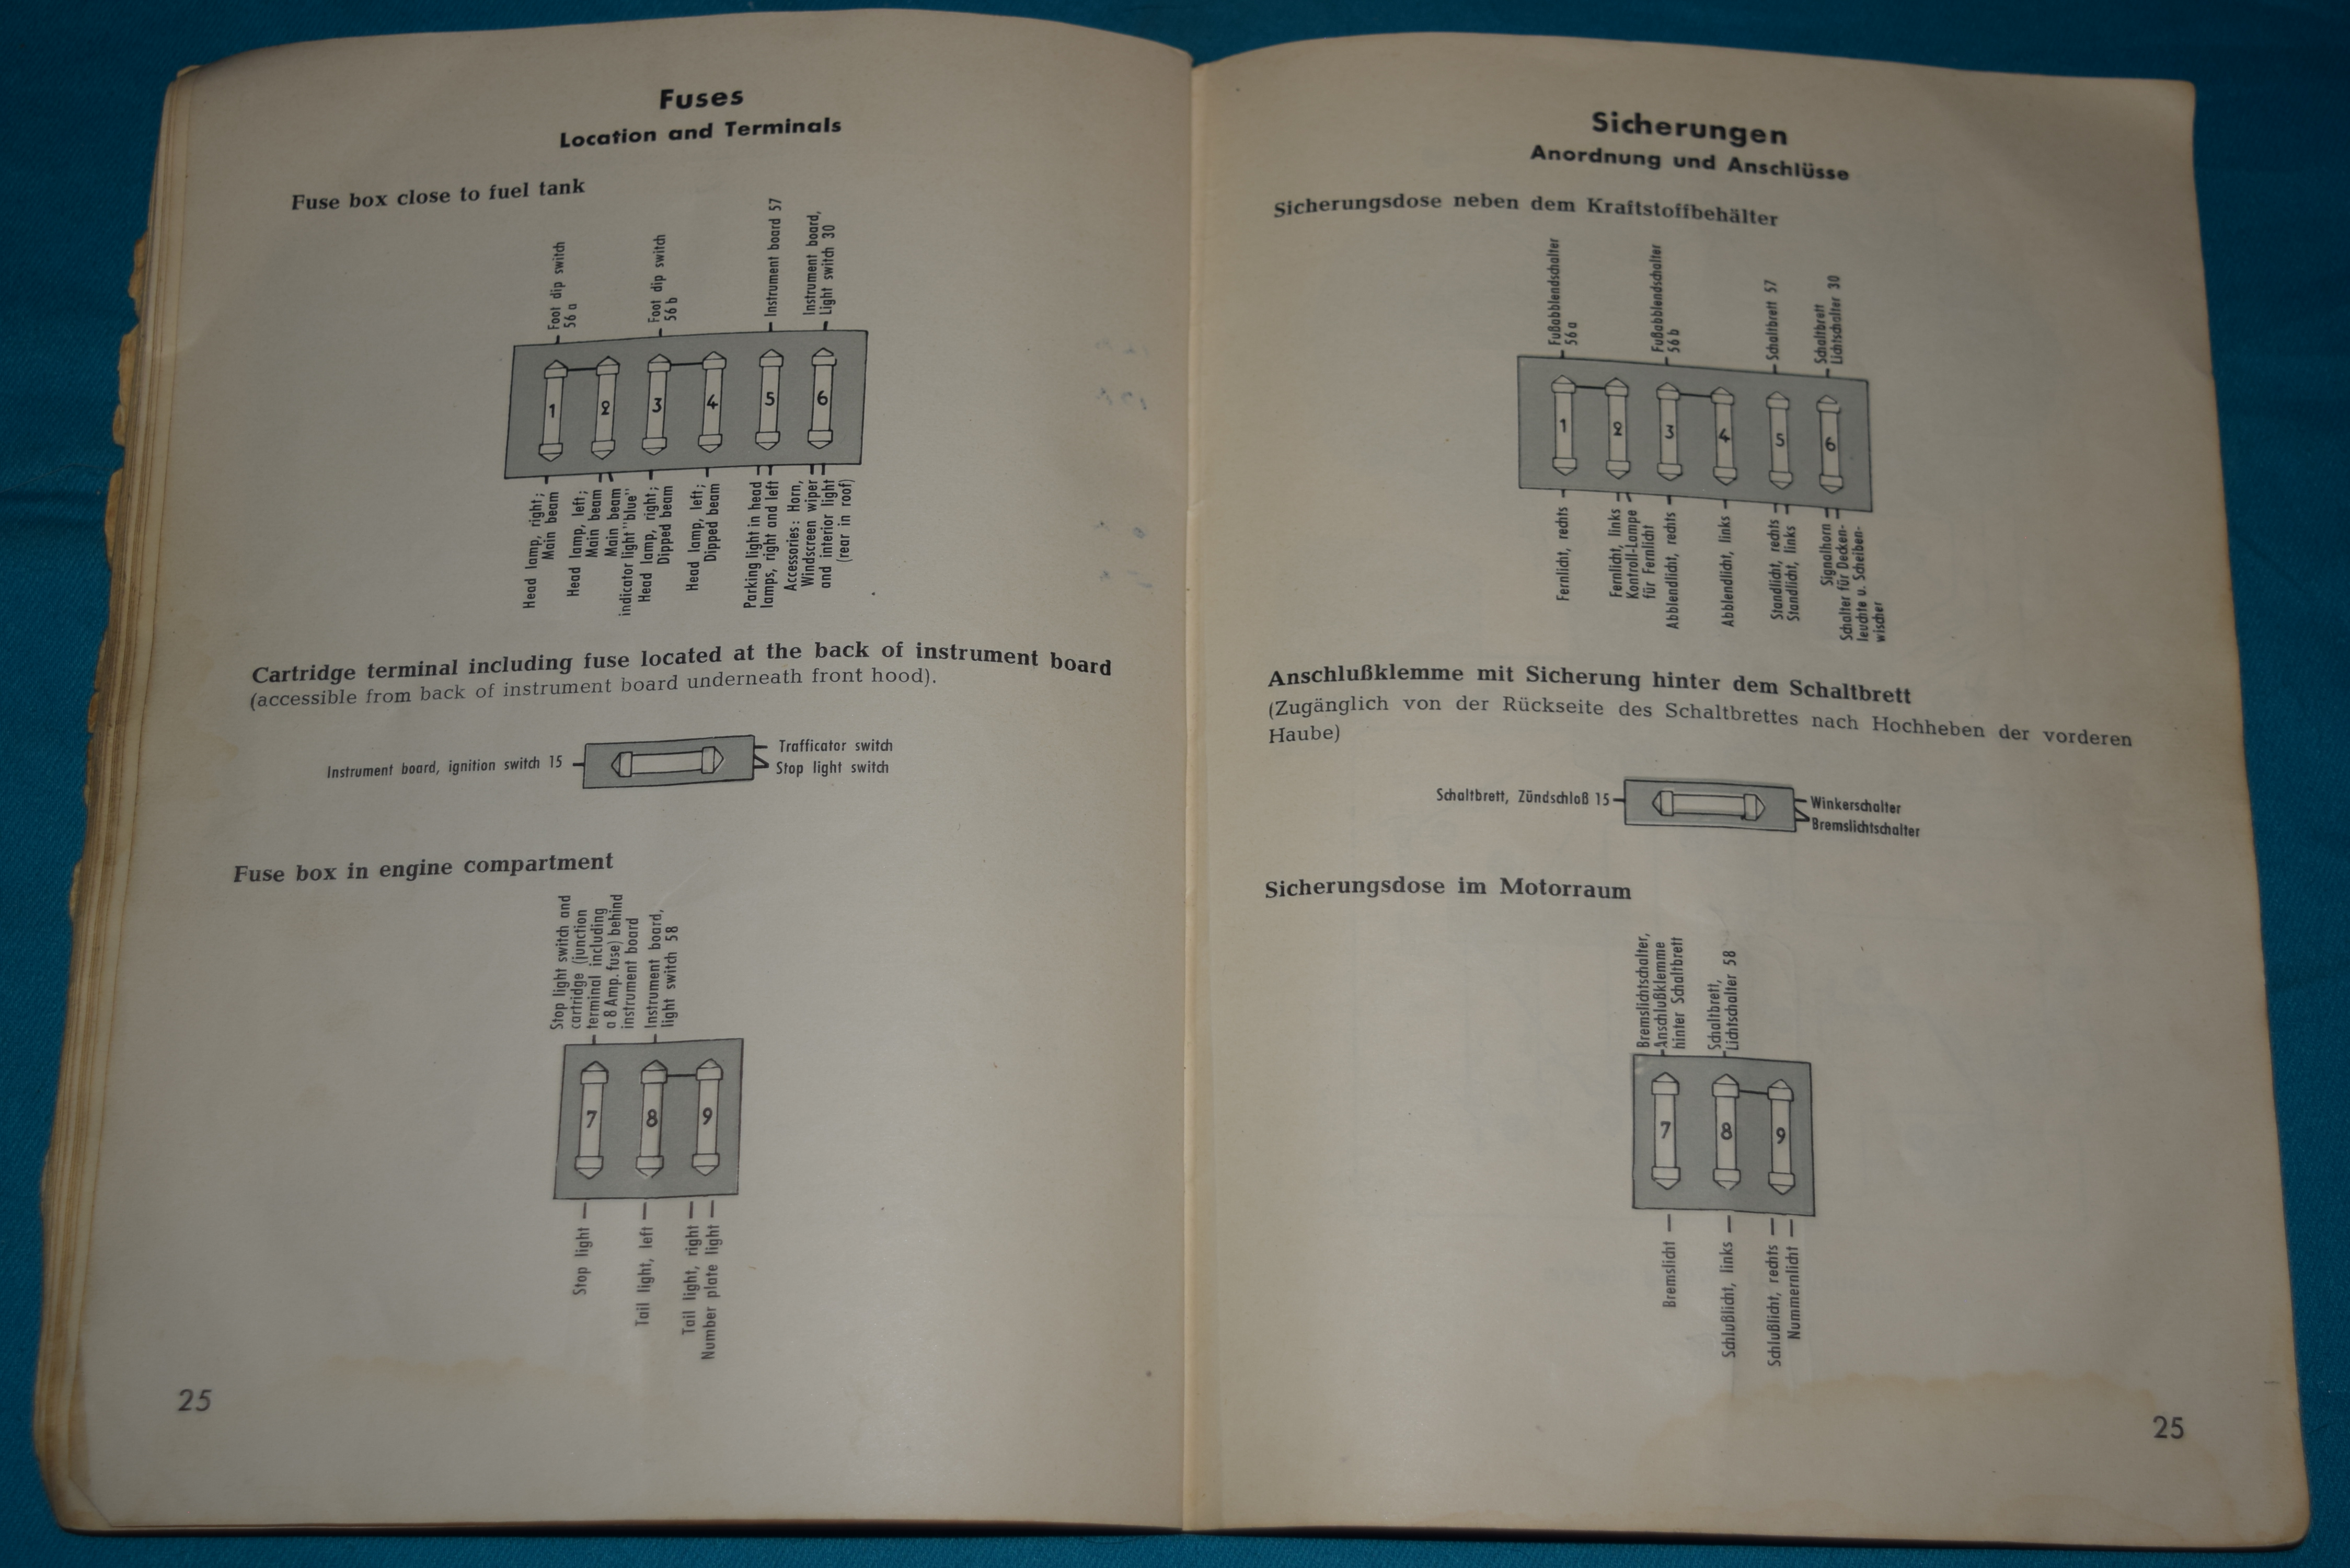 Fuses
Location and Terminals
Fuse box close to fuel tank
Foot dip switch
56 a
Foot dip switch
56 b
Instrument board 57
Instrument board,
Light switch 30
1
2
3
4
5
6
Head lamp, right;
Main beam
Head lamp, left;
Main beam
Main beam
indicator light "blue"
Head lamp, right;
Dipped beam
Head lamp, left;
Dipped beam
Parking light in head
lamps, right and left
Accessories: Horn,
Windscreen wiper
and interior light
(rear in roof)
Cartridge terminal including fuse located at the back of instrument board
(accessible from back of instrument board underneath front hood).
Instrument board, ignition switch 15
Trafficator switch
Stop light switch
Fuse box in engine compartment
Stop light switch and
cartridge (junction
terminal including
a 8 Amp. fuse) behind
instrument board
Instrument board,
light switch 58
7
8
9
Stop light
Tail light, left
Tail light, right
Number plate light
25
Sicherungen
Anordnung und Anschlüsse
Sicherungsdose neben dem Kraftstoffbehälter
Fußabblendschalter
56 a
Fußabblendschalter
56 b
Schaltbrett 57
Schaltbrett
Lichtschalter 30
1
2
3
4
5
6
Fernlicht, rechts
Fernlicht, links
Kontroll-Lampe
für Fernlicht
Abblendlicht, rechts
Abblendlicht, links
Standlicht, rechts
Standlicht, links
Signalhorn
Schalter für Decken-
leuchte u. Scheiben-
wischer
Anschlußklemme mit Sicherung hinter dem Schaltbrett
(Zugänglich von der Rückseite des Schaltbrettes nach Hochheben der vorderen
Haube)
Schaltbrett, Zündschloß 15
Winkerschalter
Bremslichtschalter
Sicherungsdose im Motorraum
Bremslichtschalter,
Anschlußklemme
hinter Schaltbrett
Schaltbrett,
Lichtschalter 58
7
8
9
Bremslicht
Schlußlicht, links
Schlußlicht, rechts
Nummernlicht
25